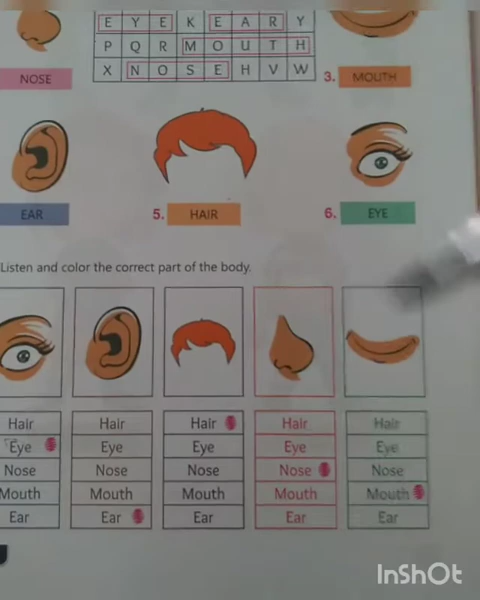 E Y E K E A R Y
P Q R M O U T H
X N O S E H V W
NOSE
3. MOUTH
EAR
5. HAIR
6. EYE
Listen and color the correct part of the body.
Hair Hair Hair Hair Hair
Eye Eye Eye Eye Eye
Nose Nose Nose Nose Nose
Mouth Mouth Mouth Mouth Mouth
Ear Ear Ear Ear Ear
InShOt